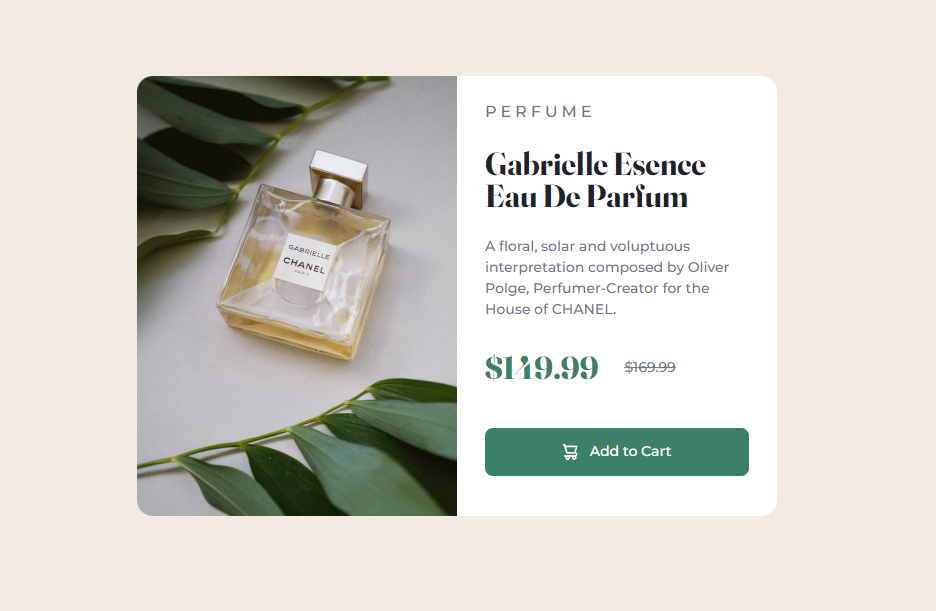 GABRIELLE
CHANEL
PARIS
PERFUME
Gabrielle Esence
Eau De Parfum
A floral, solar and voluptuous
interpretation composed by Oliver
Polge, Perfumer-Creator for the
House of CHANEL.
$149.99 $169.99
Add to Cart